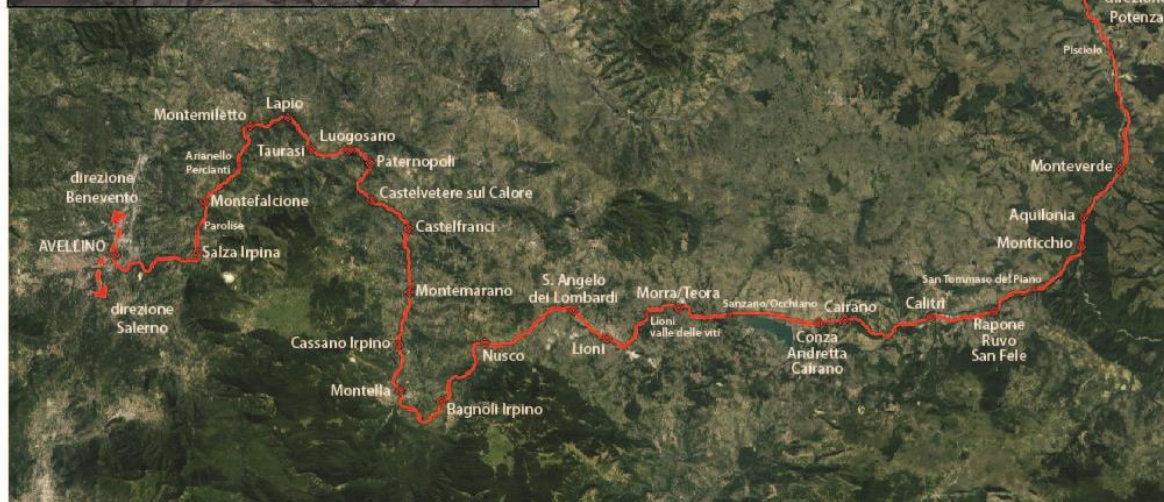 direzione
Potenza
Pisciolo
Lapio
Montemiletto
Luogosano
Taurasi
Paternopoli
Arianello
Percianti
Monteverde
direzione
Benevento
Castelvetere sul Calore
Montefalcione
Aquilonia
Parolise
Castelfranci
AVELLINO
Salza Irpina
Monticchio
S. Angelo
dei Lombardi
San Tommaso del Piano
Montemarano
Morra/Teora
Sanzano/Occhiano
Cairano
Calitri
direzione
Salerno
Lioni
valle delle viti
Cassano Irpino
Nusco
Lioni
Conza
Andretta
Cairano
Rapone
Ruvo
San Fele
Montella
Bagnoli Irpino